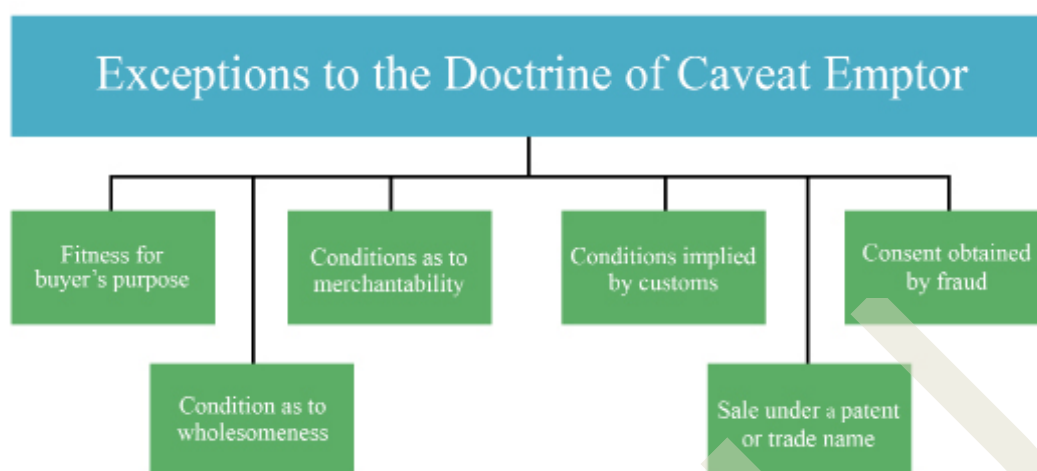 Exceptions to the Doctrine of Caveat Emptor
Fitness for
buyer's purpose
Conditions as to
merchantability
Conditions implied
by customs
Consent obtained
by fraud
Condition as to
wholesomeness
Sale under a patent
or trade name